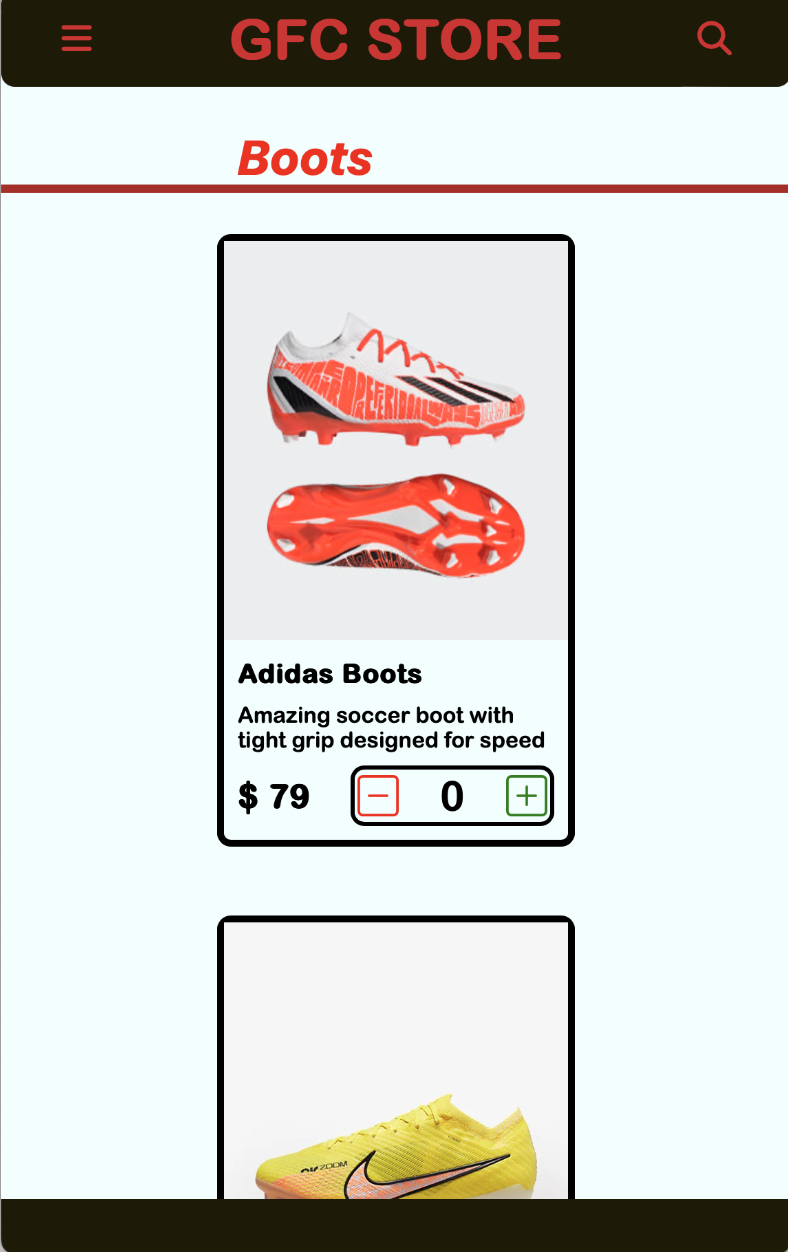 GFC STORE
Boots
Adidas Boots
Amazing soccer boot with
tight grip designed for speed
$ 79
0
ZOOM